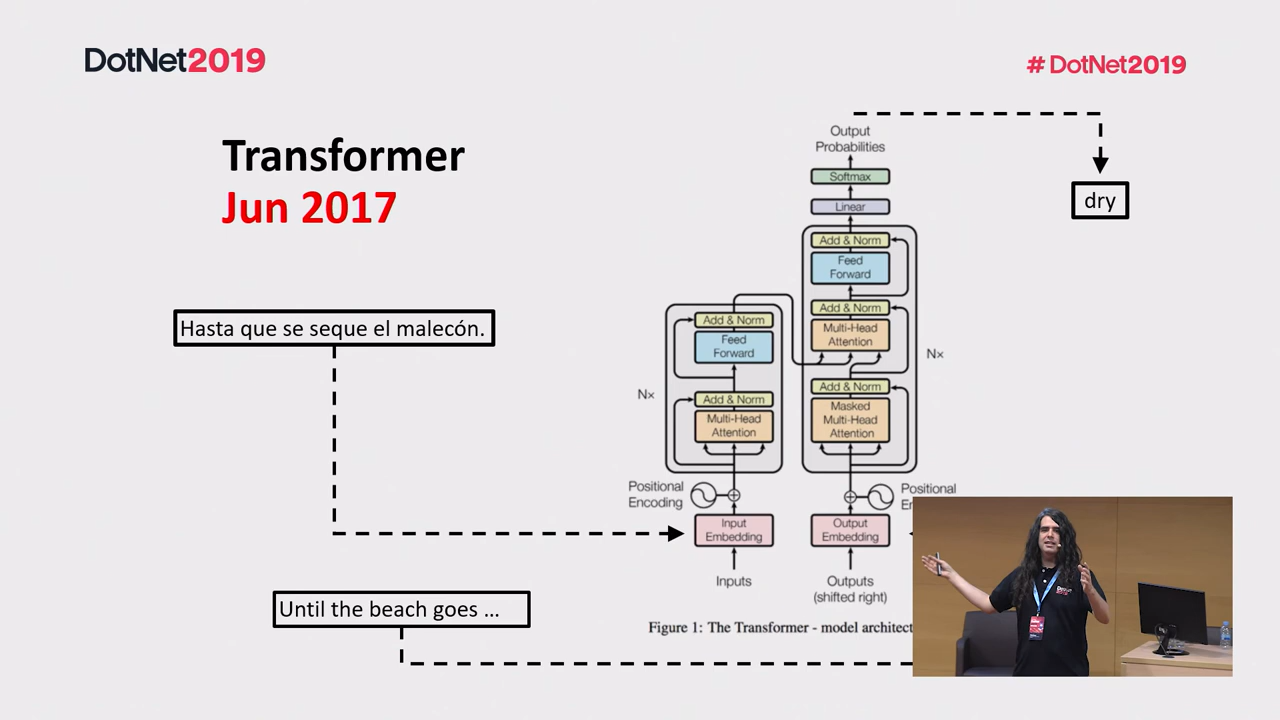 DotNet2019
# DotNet2019
Transformer
Jun 2017
Hasta que se seque el malecón.
Until the beach goes ...
Output
Probabilities
dry
Softmax
Linear
Add & Norm
Feed
Forward
Add & Norm
Multi-Head
Attention
Add & Norm
Masked
Multi-Head
Attention
Nx
Add & Norm
Feed
Forward
Add & Norm
Multi-Head
Attention
Nx
Positional
Encoding
Positional
Input
Embedding
Output
Embedding
Inputs
Outputs
(shifted right)
Figure 1: The Transformer - model